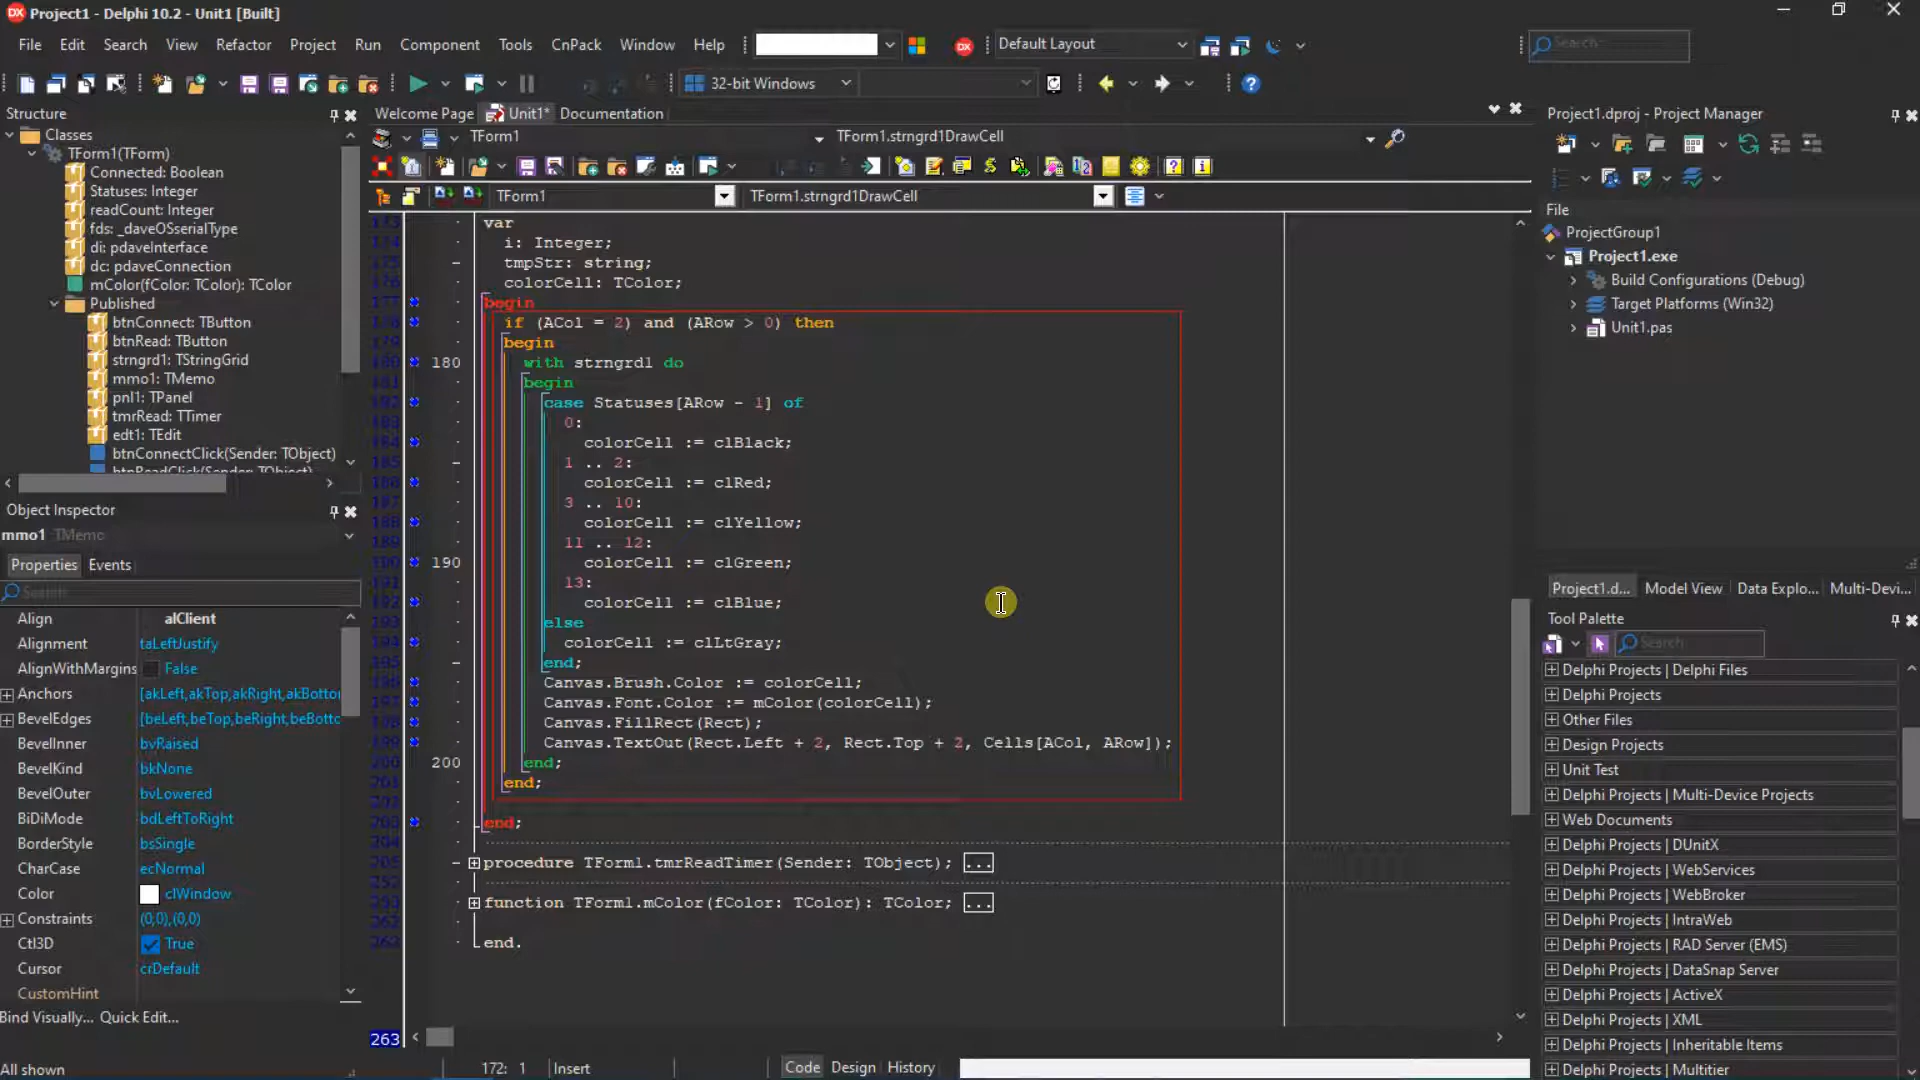 Project1 - Delphi 10.2 - Unit1 [Built]
File Edit Search View Refactor Project Run Component Tools CnPack Window Help
Default Layout
Search
32-bit Windows
Structure
Classes
TForm1(TForm)
Connected: Boolean
Statuses: Integer
readCount: Integer
fds: _daveOSserialType
di: pdaveInterface
dc: pdaveConnection
mColor(fColor: TColor): TColor
Published
btnConnect: TButton
btnRead: TButton
strngrd1: TStringGrid
mmo1: TMemo
pnl1: TPanel
tmrRead: TTimer
edt1: TEdit
btnConnectClick(Sender: TObject)
btnReadClick(Sender: TObject)
Object Inspector
mmo1 TMemo
Properties Events
Search
Align alClient
Alignment taLeftJustify
AlignWithMargins False
Anchors [akLeft,akTop,akRight,akBotto
BevelEdges [beLeft,beTop,beRight,beBotto
BevelInner bvRaised
BevelKind bkNone
BevelOuter bvLowered
BiDiMode bdLeftToRight
BorderStyle bsSingle
CharCase ecNormal
Color clWindow
Constraints (0,0),(0,0)
Ctl3D True
Cursor crDefault
CustomHint
Bind Visually... Quick Edit...
All shown
Welcome Page Unit1* Documentation
TForm1 TForm1.strngrd1DrawCell
TForm1 TForm1.strngrd1DrawCell
var
i: Integer;
tmpStr: string;
colorCell: TColor;
begin
if (ACol = 2) and (ARow > 0) then
begin
180 with strngrd1 do
begin
case Statuses[ARow - 1] of
0:
colorCell := clBlack;
1 .. 2:
colorCell := clRed;
3 .. 10:
colorCell := clYellow;
11 .. 12:
190 colorCell := clGreen;
13:
colorCell := clBlue;
else
colorCell := clLtGray;
end;
Canvas.Brush.Color := colorCell;
Canvas.Font.Color := mColor(colorCell);
Canvas.FillRect(Rect);
Canvas.TextOut(Rect.Left + 2, Rect.Top + 2, Cells[ACol, ARow]);
200 end;
end;
end;
procedure TForm1.tmrReadTimer(Sender: TObject); ...
function TForm1.mColor(fColor: TColor): TColor; ...
end.
263
172: 1 Insert
Code Design History
Project1.dproj - Project Manager
File
ProjectGroup1
Project1.exe
Build Configurations (Debug)
Target Platforms (Win32)
Unit1.pas
Project1.d... Model View Data Explo... Multi-Devi...
Tool Palette
Search
Delphi Projects | Delphi Files
Delphi Projects
Other Files
Design Projects
Unit Test
Delphi Projects | Multi-Device Projects
Web Documents
Delphi Projects | DUnitX
Delphi Projects | WebServices
Delphi Projects | WebBroker
Delphi Projects | IntraWeb
Delphi Projects | RAD Server (EMS)
Delphi Projects | DataSnap Server
Delphi Projects | ActiveX
Delphi Projects | XML
Delphi Projects | Inheritable Items
Delphi Projects | Multitier